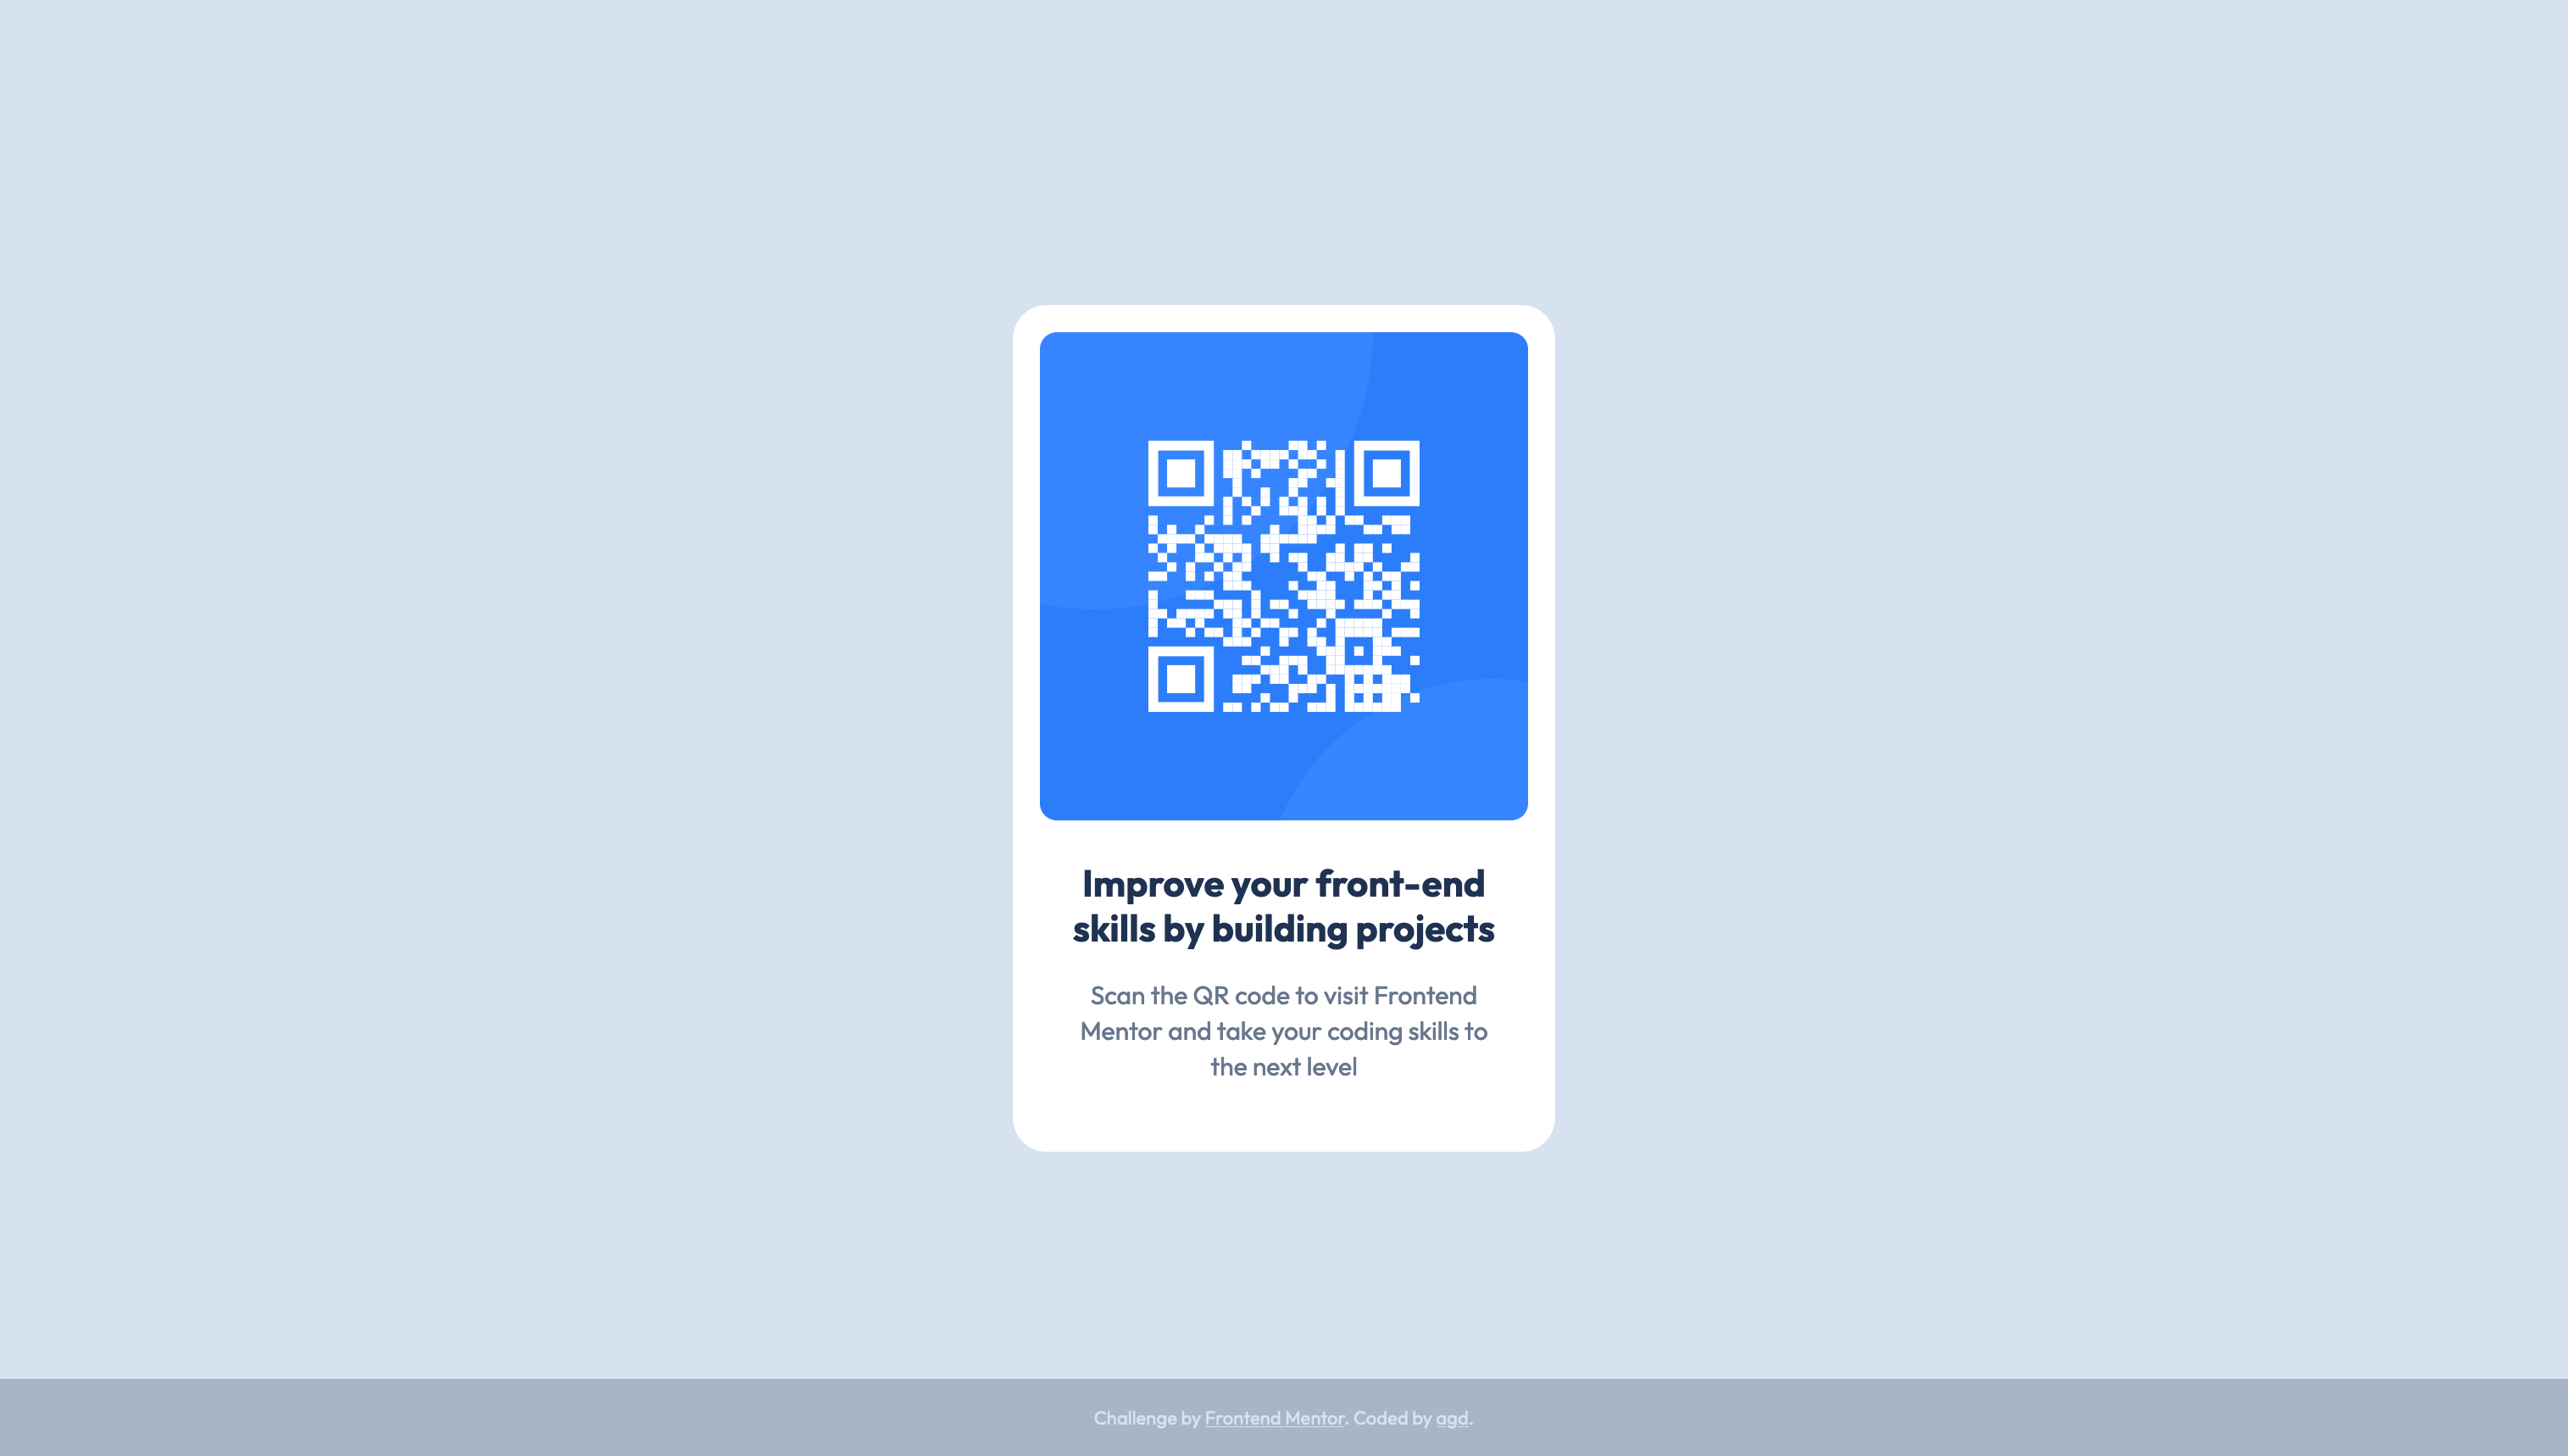 Improve your front-end
skills by building projects
Scan the QR code to visit Frontend
Mentor and take your coding skills to
the next level
Challenge by Frontend Mentor. Coded by agd.